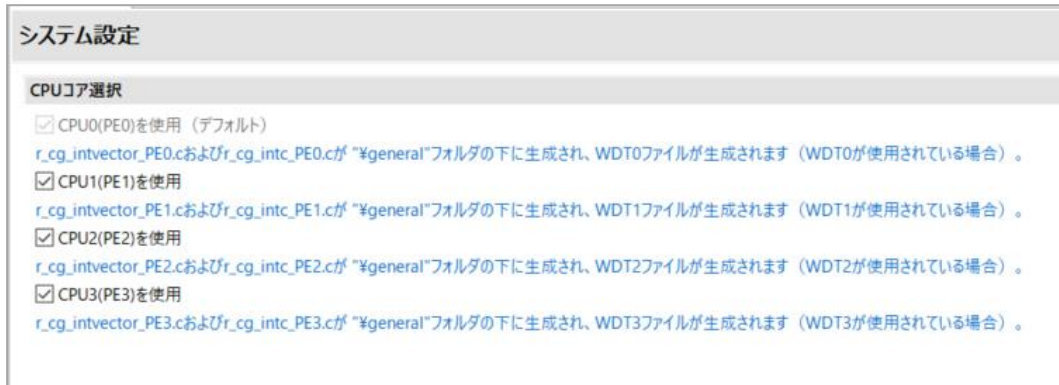 システム設定
CPUコア選択
CPU0(PE0)を使用（デフォルト）
r_cg_intvector_PE0.cおよびr_cg_intc_PE0.cが "¥general"フォルダの下に生成され、WDT0ファイルが生成されます（WDT0が使用されている場合）。
CPU1(PE1)を使用
r_cg_intvector_PE1.cおよびr_cg_intc_PE1.cが "¥general"フォルダの下に生成され、WDT1ファイルが生成されます（WDT1が使用されている場合）。
CPU2(PE2)を使用
r_cg_intvector_PE2.cおよびr_cg_intc_PE2.cが "¥general"フォルダの下に生成され、WDT2ファイルが生成されます（WDT2が使用されている場合）。
CPU3(PE3)を使用
r_cg_intvector_PE3.cおよびr_cg_intc_PE3.cが "¥general"フォルダの下に生成され、WDT3ファイルが生成されます（WDT3が使用されている場合）。